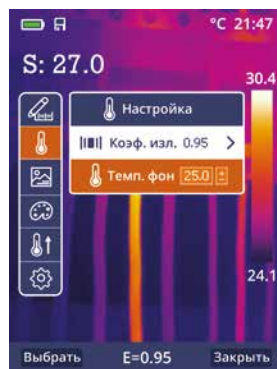 °C 21:47
S: 27.0
30.4
Настройка
Коэф. изл. 0.95
Темп. фон 25.0 ±
24.1
Выбрать E=0.95 Закрыть